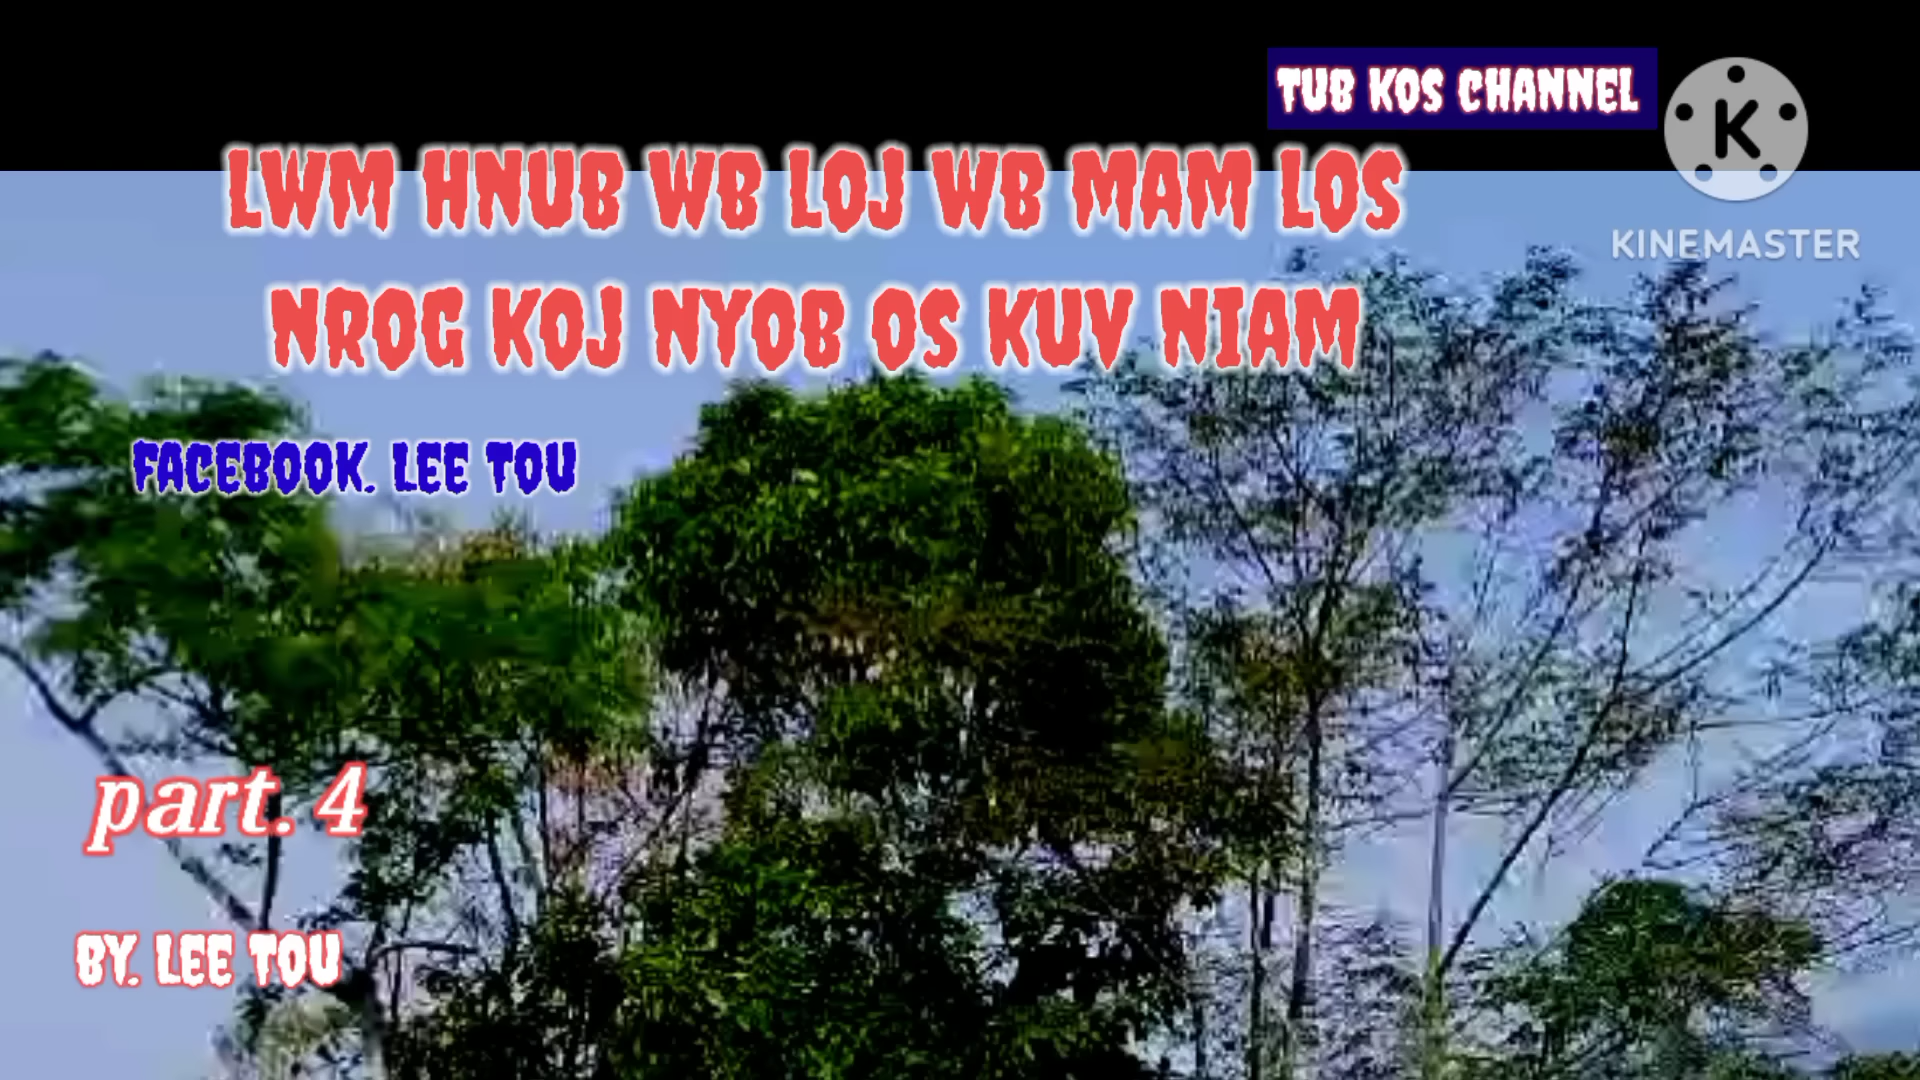 TUB KOS CHANNEL
KINEMASTER
LWM HNUB WB LOJ WB MAM LOS
NROG KOJ NYOB OS KUV NIAM
FACEBOOK. LEE TOU
part. 4
BY. LEE TOU